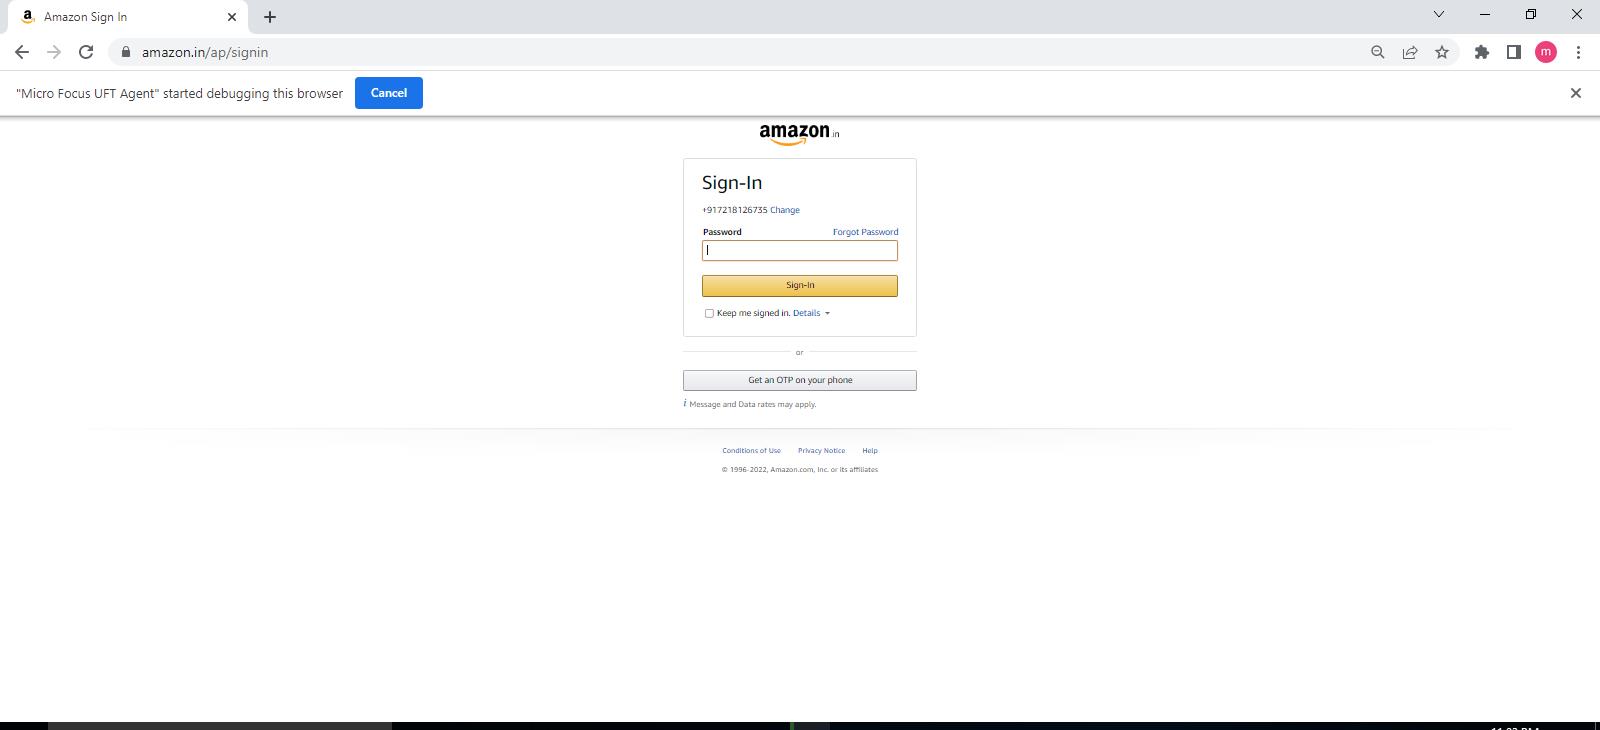 Amazon Sign In
amazon.in/ap/signin
m
"Micro Focus UFT Agent" started debugging this browser
Cancel
amazon.in
Sign-In
+917218126735 Change
Password Forgot Password
Sign-In
Keep me signed in. Details
or
Get an OTP on your phone
i Message and Data rates may apply.
Conditions of Use Privacy Notice Help
© 1996-2022, Amazon.com, Inc. or its affiliates